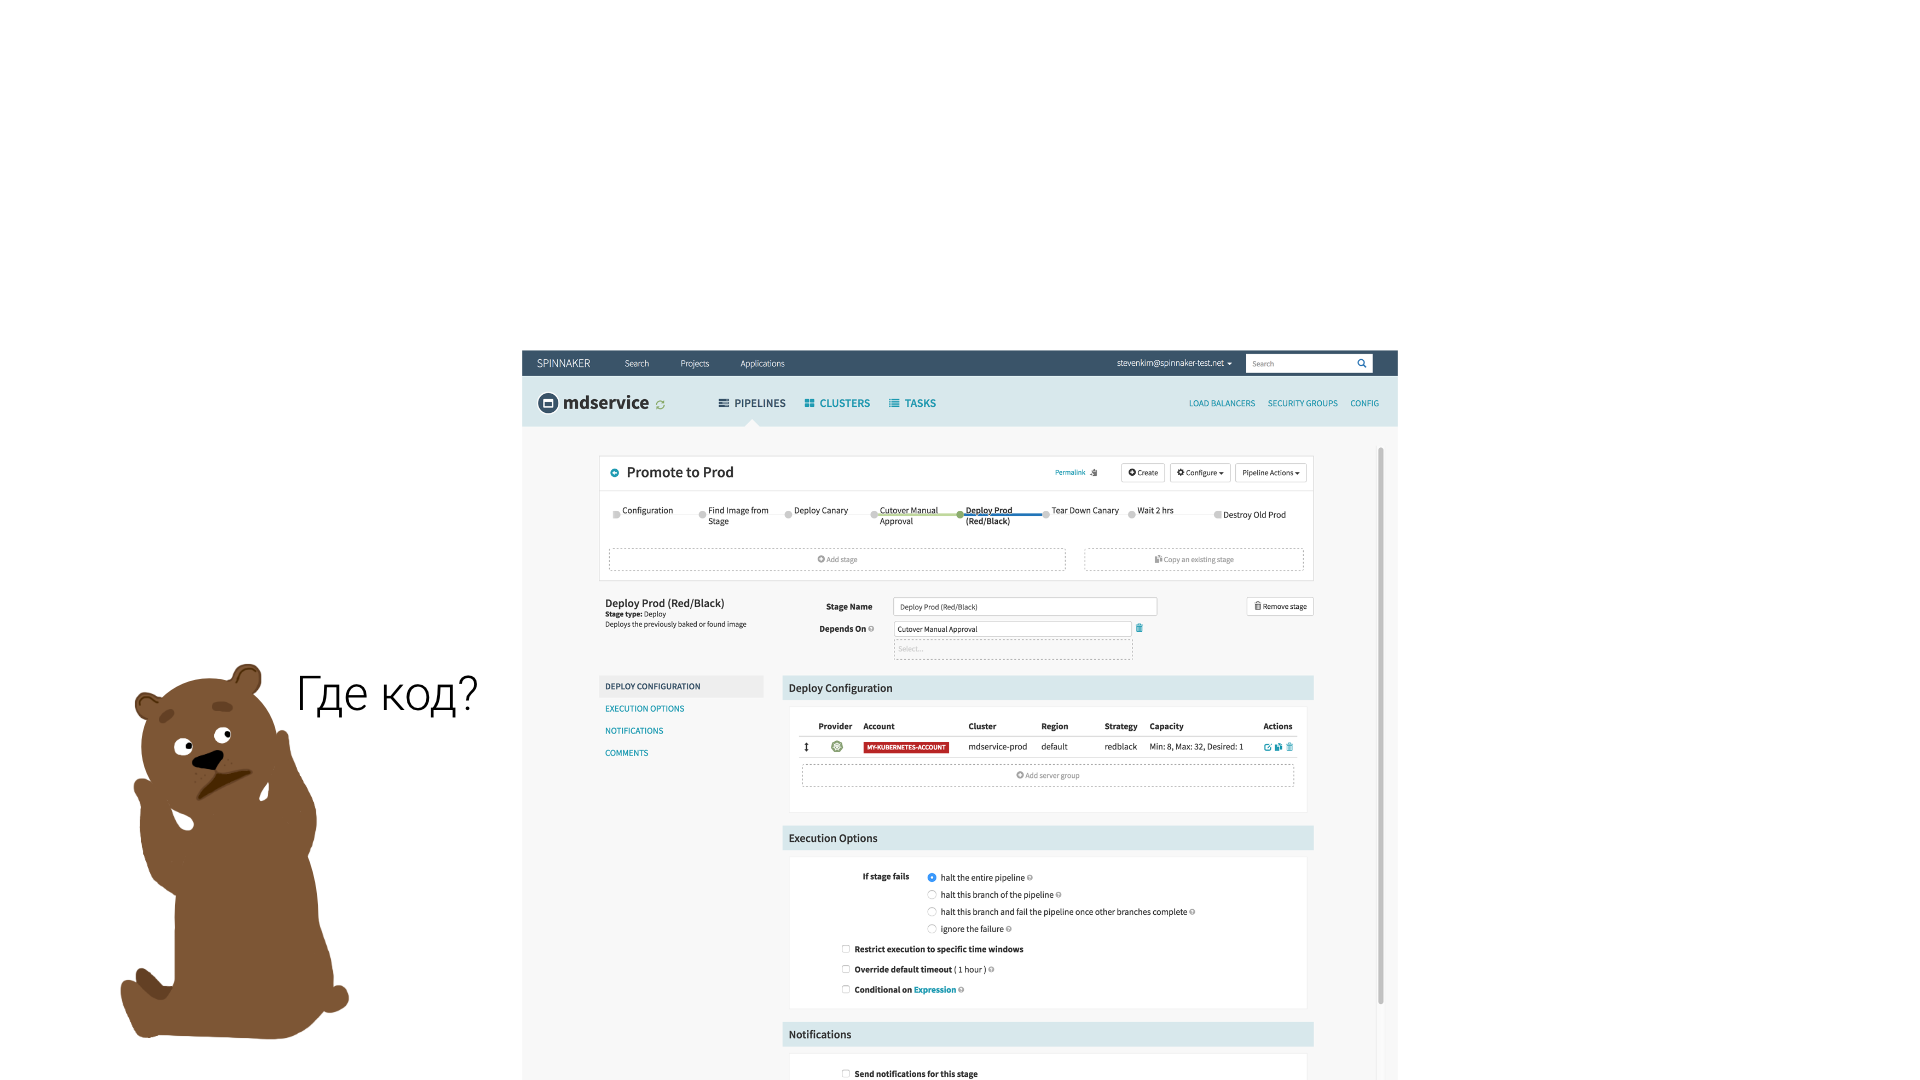 SPINNAKER Search Projects Applications stevenkim@spinnaker-test.net Search
mdservice PIPELINES CLUSTERS TASKS LOAD BALANCERS SECURITY GROUPS CONFIG
Promote to Prod Permalink Create Configure Pipeline Actions
Configuration
Find Image from Stage
Deploy Canary
Cutover Manual Approval
Deploy Prod (Red/Black)
Tear Down Canary
Wait 2 hrs
Destroy Old Prod
Add stage Copy an existing stage
Deploy Prod (Red/Black)
Stage type: Deploy
Deploys the previously baked or found image
Stage Name Deploy Prod (Red/Black) Remove stage
Depends On Cutover Manual Approval
Select...
Где код?
DEPLOY CONFIGURATION
EXECUTION OPTIONS
NOTIFICATIONS
COMMENTS
Deploy Configuration
Provider Account Cluster Region Strategy Capacity Actions
MY-KUBERNETES-ACCOUNT mdservice-prod default redblack Min: 8, Max: 32, Desired: 1
Add server group
Execution Options
If stage fails halt the entire pipeline
halt this branch of the pipeline
halt this branch and fail the pipeline once other branches complete
ignore the failure
Restrict execution to specific time windows
Override default timeout ( 1 hour )
Conditional on Expression
Notifications
Send notifications for this stage